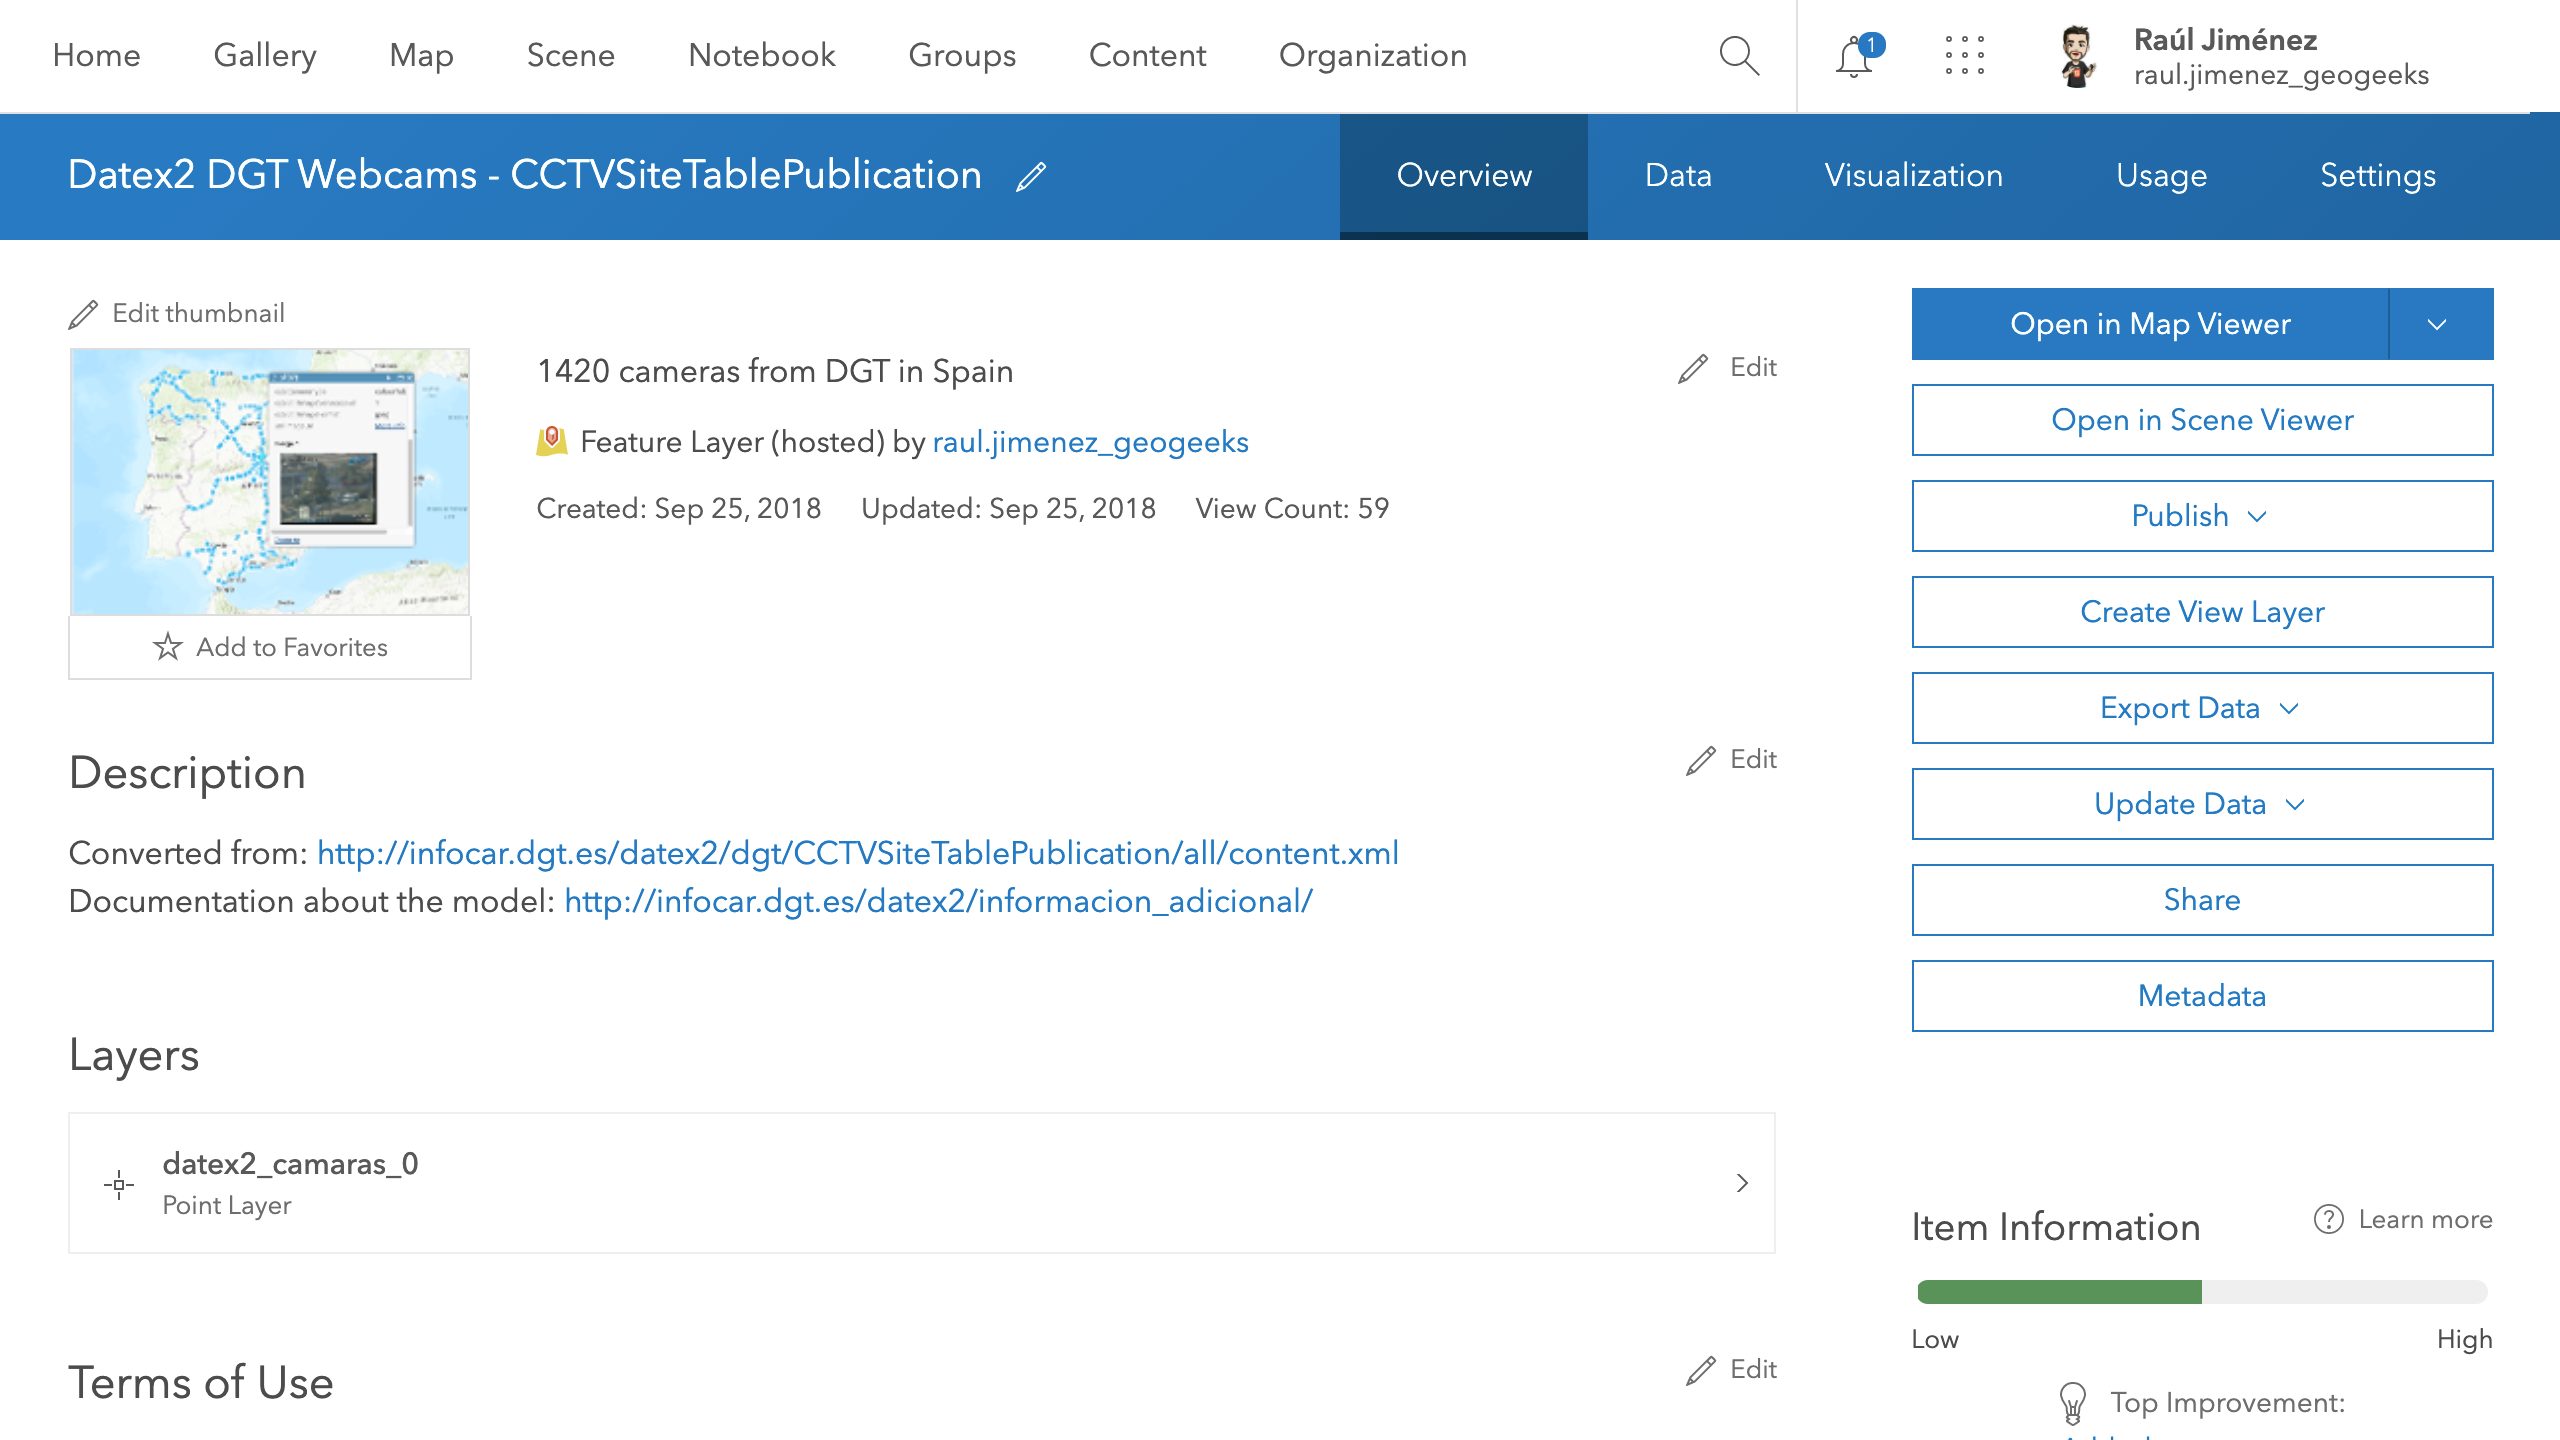 Home Gallery Map Scene Notebook Groups Content Organization
1
Raúl Jiménez
raul.jimenez_geogeeks
Datex2 DGT Webcams - CCTVSiteTablePublication
Overview Data Visualization Usage Settings
Edit thumbnail
Add to Favorites
1420 cameras from DGT in Spain
Edit
Feature Layer (hosted) by raul.jimenez_geogeeks
Created: Sep 25, 2018 Updated: Sep 25, 2018 View Count: 59
Description
Edit
Converted from: http://infocar.dgt.es/datex2/dgt/CCTVSiteTablePublication/all/content.xml
Documentation about the model: http://infocar.dgt.es/datex2/informacion_adicional/
Layers
datex2_camaras_0
Point Layer
Terms of Use
Edit
Open in Map Viewer
Open in Scene Viewer
Publish
Create View Layer
Export Data
Update Data
Share
Metadata
Item Information
Learn more
Low High
Top Improvement: